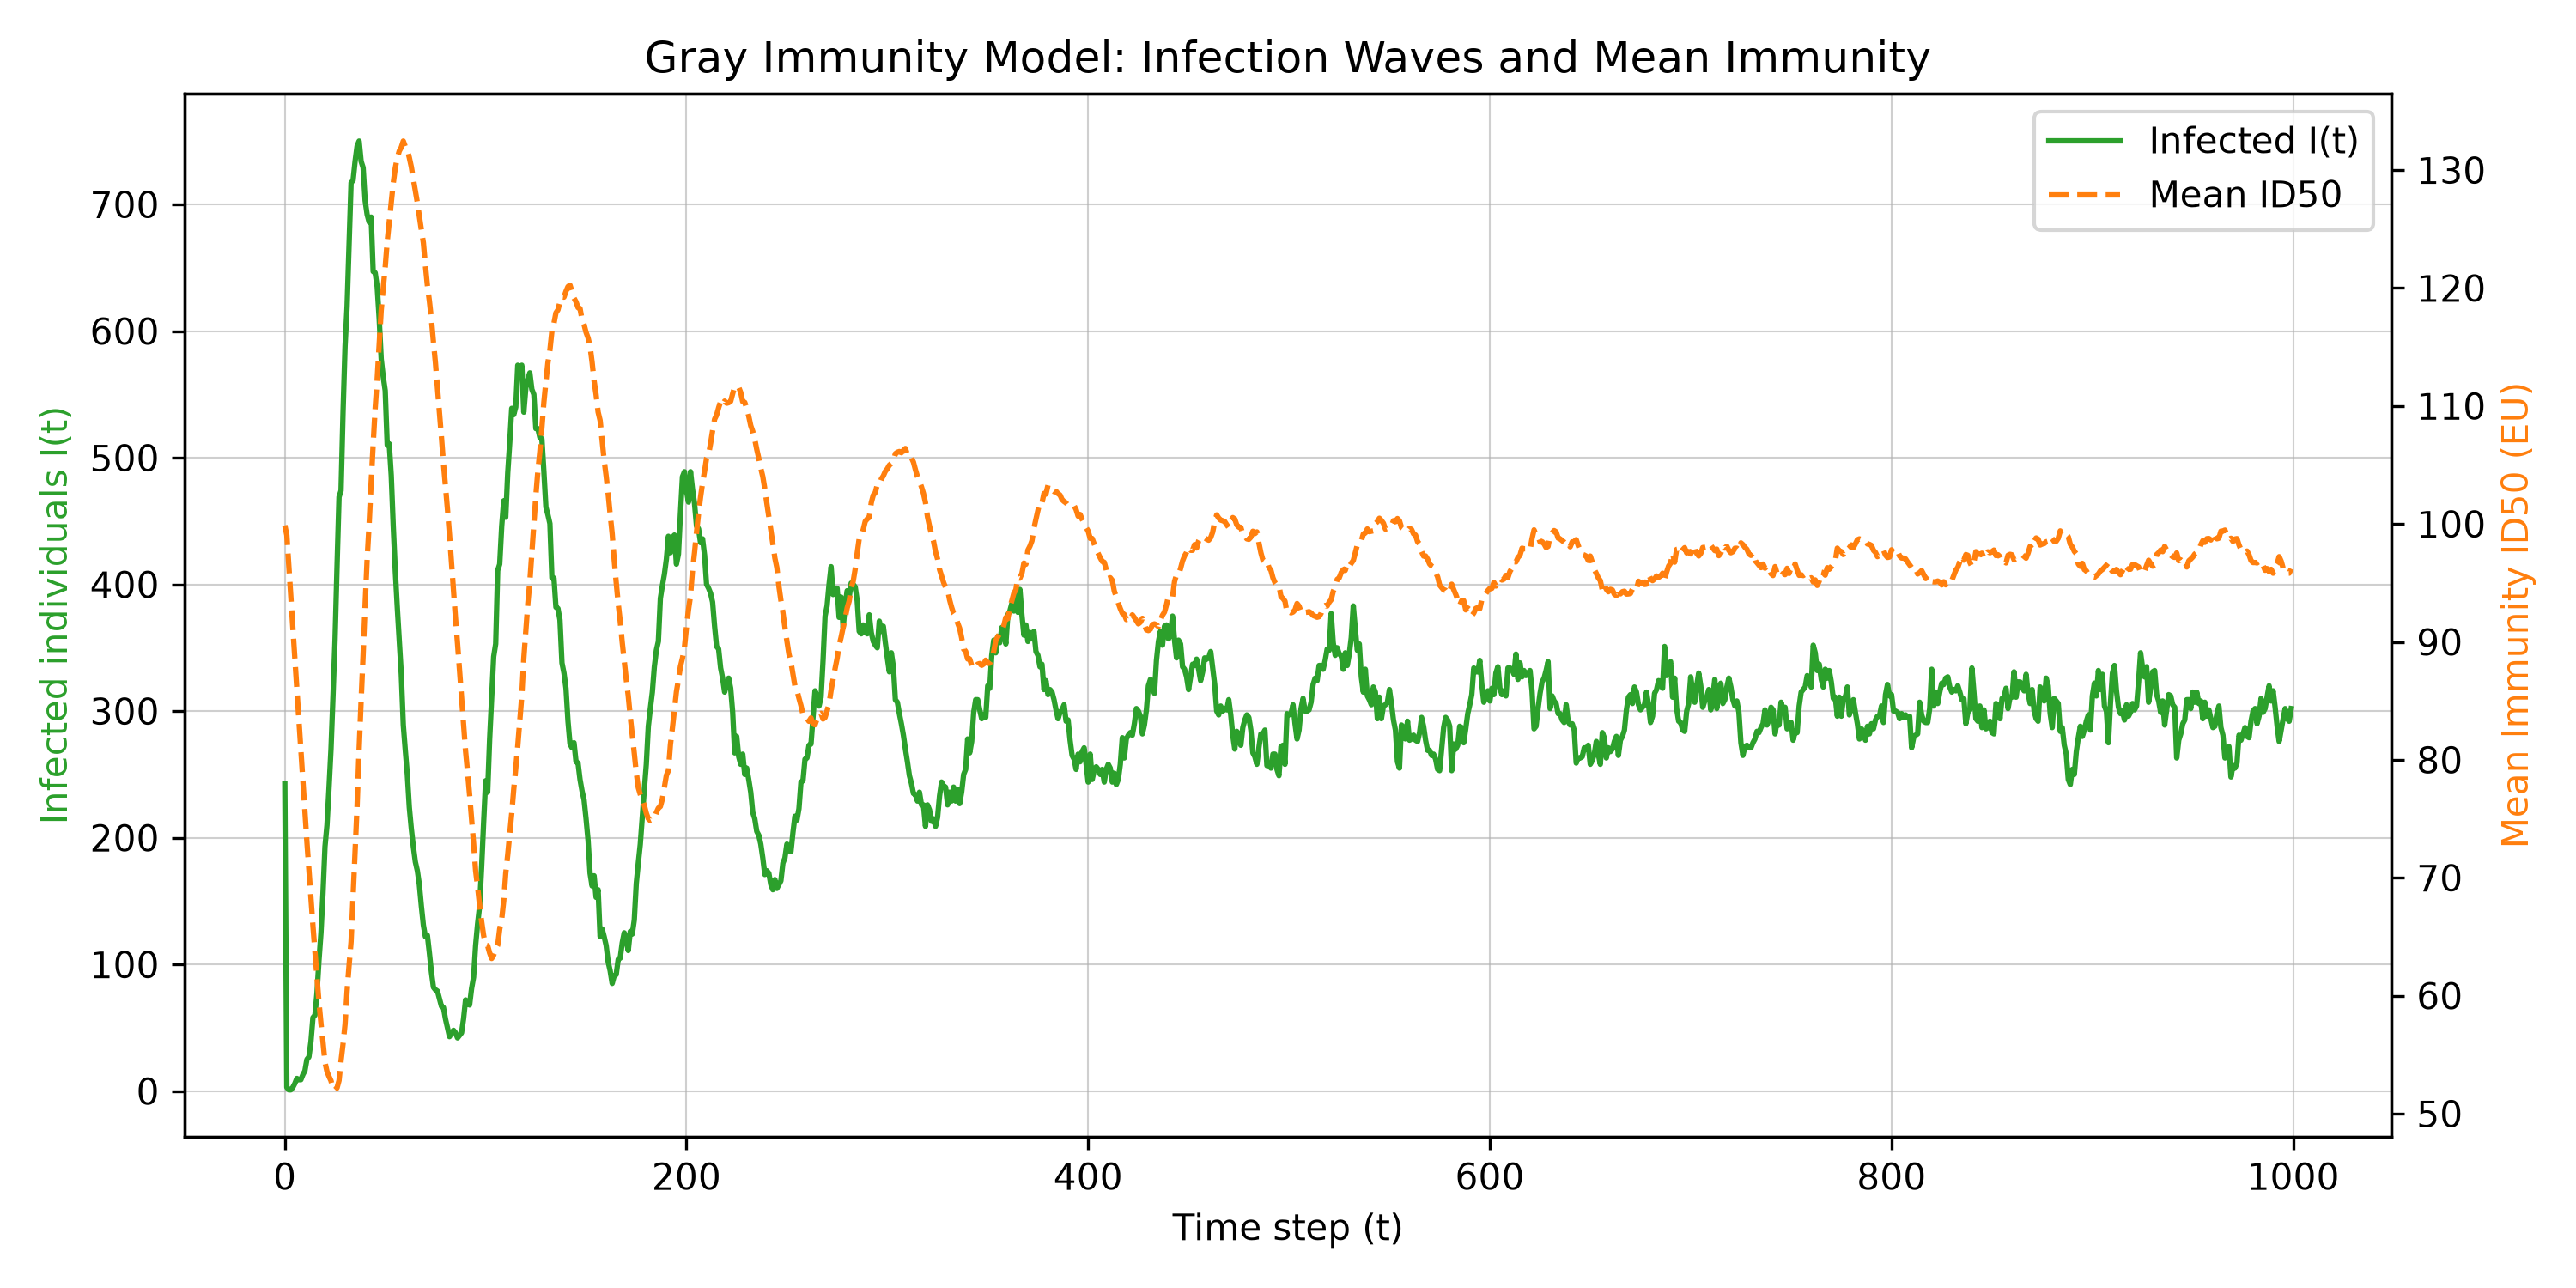 Gray Immunity Model: Infection Waves and Mean Immunity
Infected I(t)
Mean ID50
Infected individuals I(t)
700
600
500
400
300
200
100
0
130
120
110
100
90
80
70
60
50
Mean Immunity ID50 (EU)
0 200 400 600 800 1000
Time step (t)